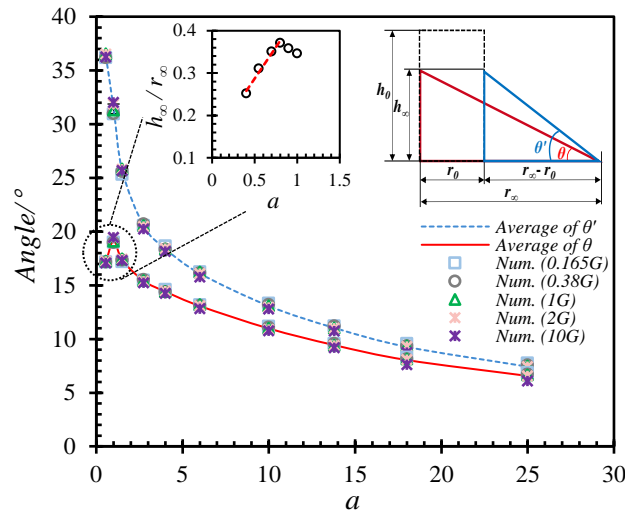 40
35
30
25
20
15
10
5
0
Angle/°
0 5 10 15 20 25 30
a
0.4
0.3
0.2
0.1
h∞/r∞
0 0.5 1 1.5
a
h0
h∞
θ' θ
r0
r∞- r0
r∞
Average of θ'
Average of θ
Num. (0.165G)
Num. (0.38G)
Num. (1G)
Num. (2G)
Num. (10G)